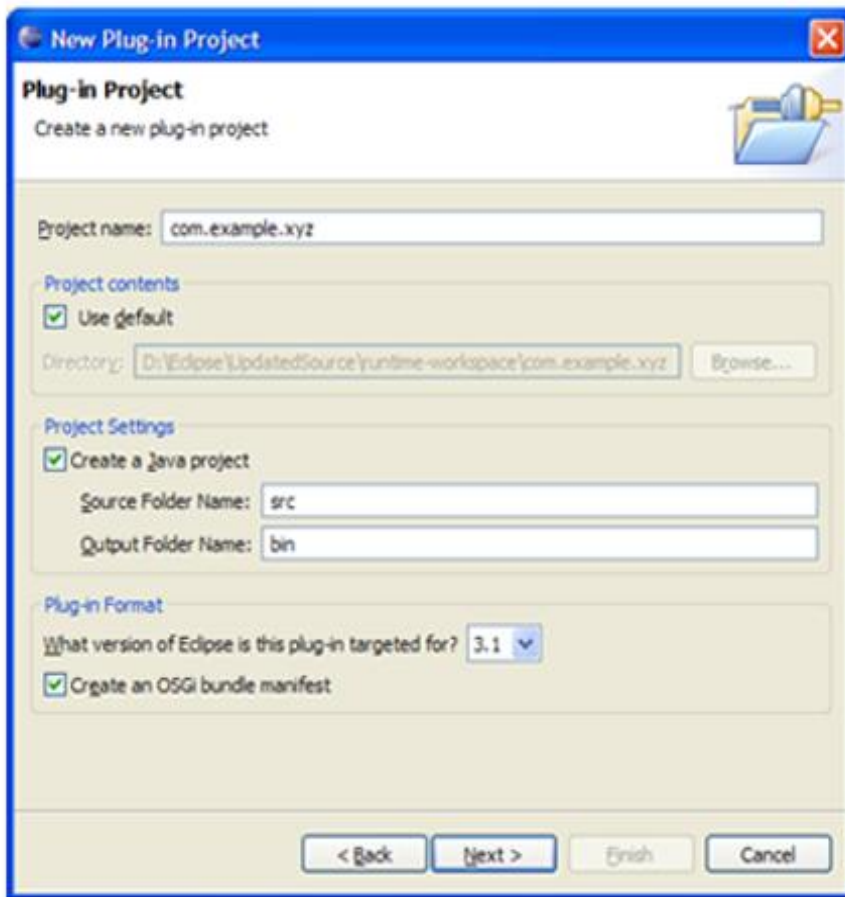 New Plug-in Project
Plug-in Project
Create a new plug-in project
Project name: com.example.xyz
Project contents
Use default
Directory: D:\Eclipse\UpdatedSource\runtime-workspace\com.example.xyz Browse...
Project Settings
Create a Java project
Source Folder Name: src
Output Folder Name: bin
Plug-in Format
What version of Eclipse is this plug-in targeted for? 3.1
Create an OSGi bundle manifest
< Back Next > Finish Cancel